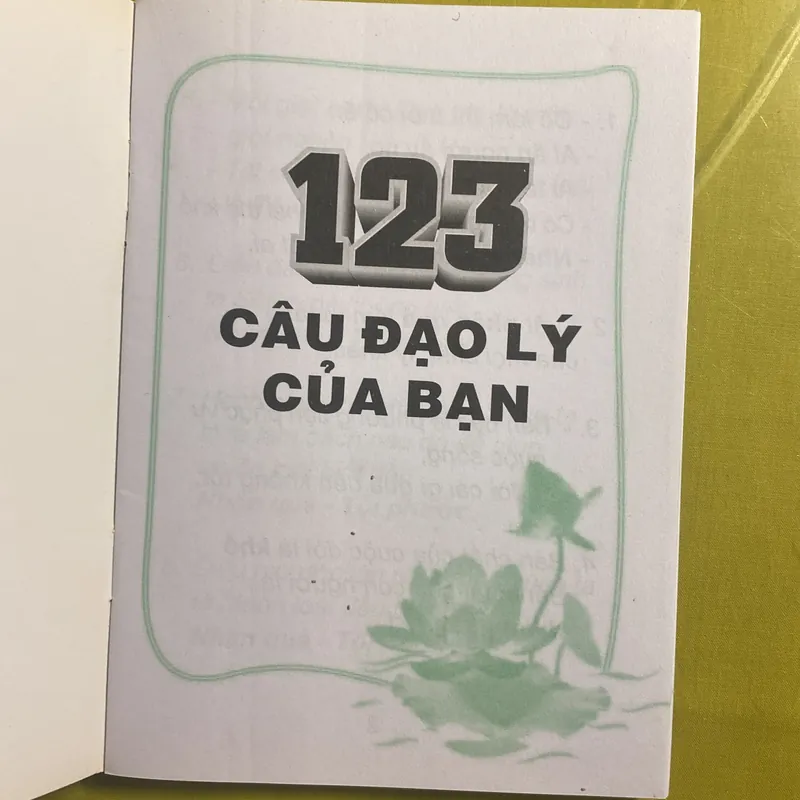 123
CÂU ĐẠO LÝ
CỦA BẠN